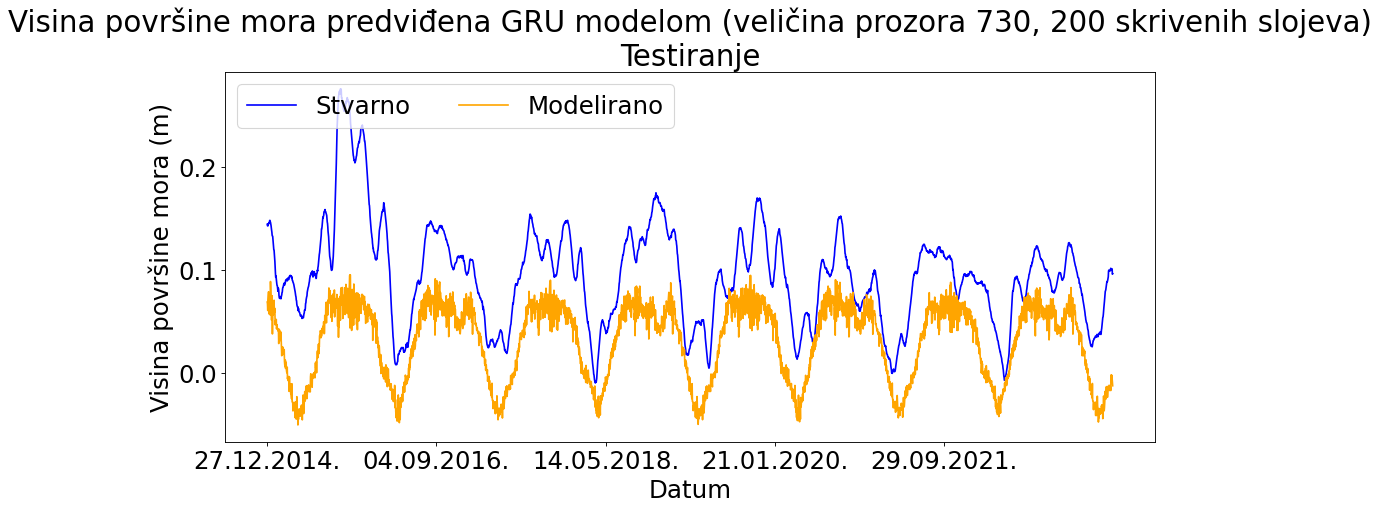 Visina površine mora predviđena GRU modelom (veličina prozora 730, 200 skrivenih slojeva)
Testiranje
Stvarno
Modelirano
Visina površine mora (m)
0.2
0.1
0.0
27.12.2014.
04.09.2016.
14.05.2018.
21.01.2020.
29.09.2021.
Datum